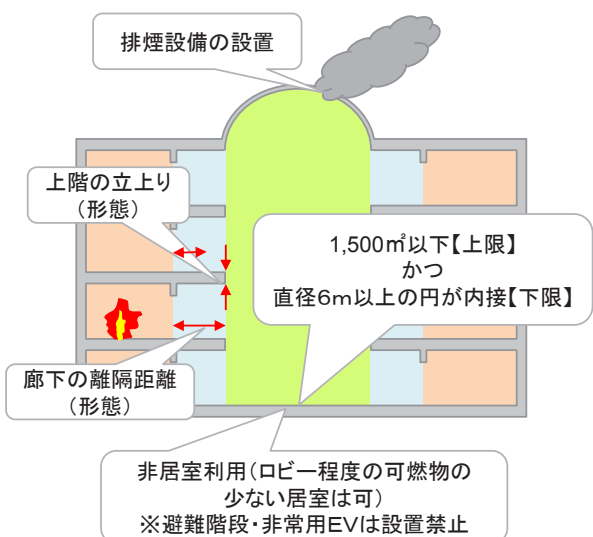 排煙設備の設置
上階の立上り
（形態）
1,500㎡以下【上限】
かつ
直径６ｍ以上の円が内接【下限】
廊下の離隔距離
（形態）
非居室利用（ロビー程度の可燃物の
少ない居室は可）
※避難階段・非常用EVは設置禁止